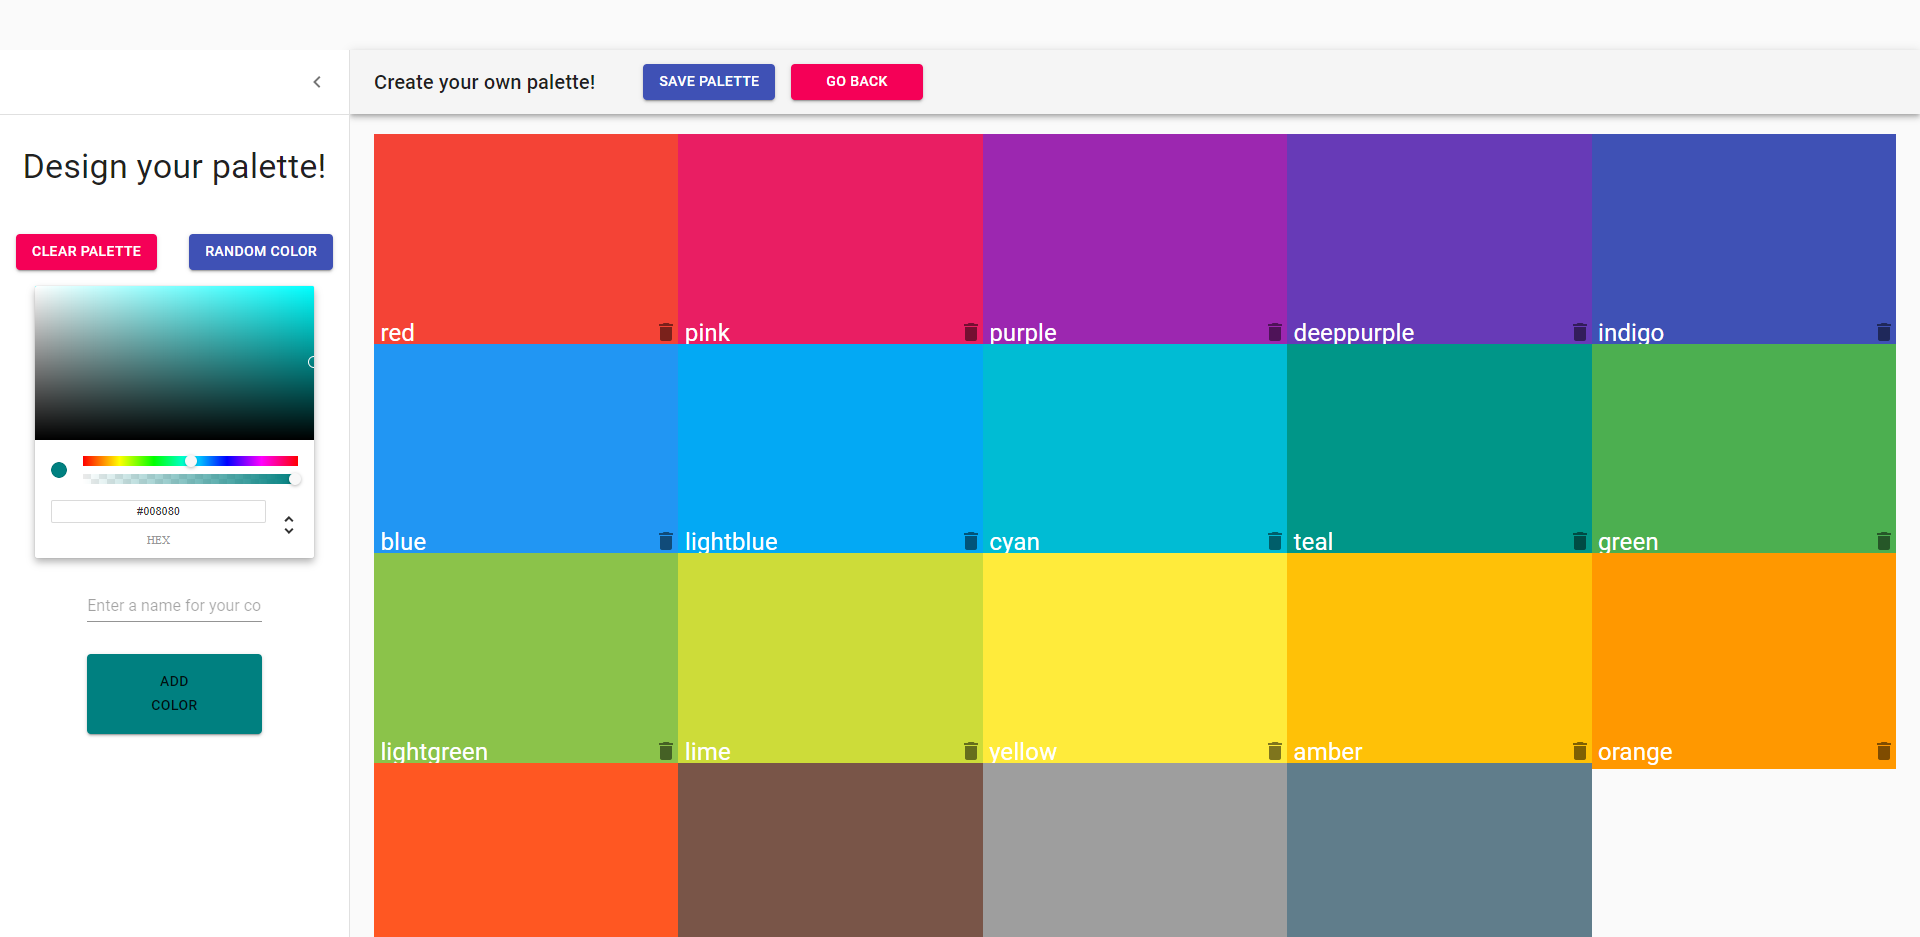 Create your own palette!
SAVE PALETTE
GO BACK
Design your palette!
CLEAR PALETTE
RANDOM COLOR
#008080
HEX
Enter a name for your co
ADD
COLOR
red
pink
purple
deeppurple
indigo
blue
lightblue
cyan
teal
green
lightgreen
lime
yellow
amber
orange